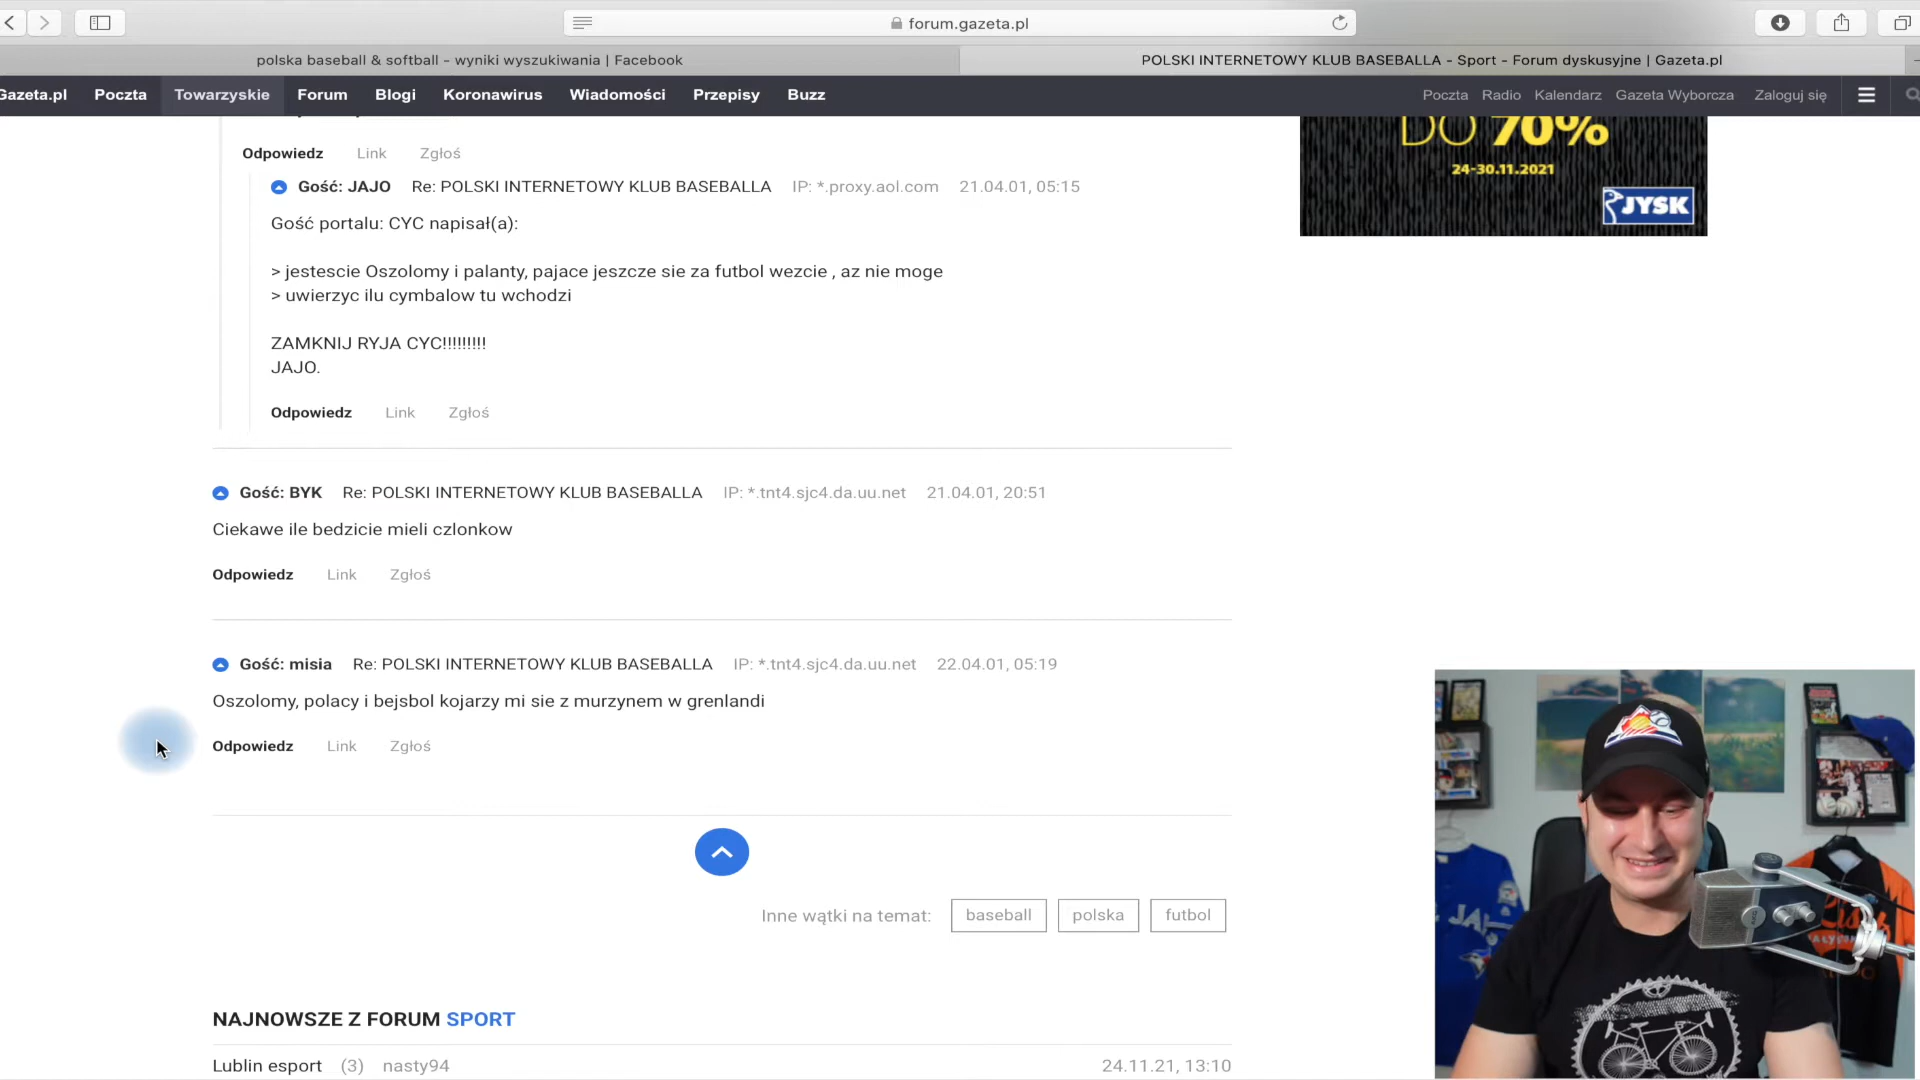 forum.gazeta.pl
polska baseball & softball – wyniki wyszukiwania | Facebook
POLSKI INTERNETOWY KLUB BASEBALLA - Sport - Forum dyskusyjne | Gazeta.pl
Gazeta.pl Poczta Towarzyskie Forum Blogi Koronawirus Wiadomości Przepisy Buzz Poczta Radio Kalendarz Gazeta Wyborcza Zaloguj się
DO 70%
24-30.11.2021
JYSK
Odpowiedz Link Zgłoś
Gość: JAJO Re: POLSKI INTERNETOWY KLUB BASEBALLA IP: *.proxy.aol.com 21.04.01, 05:15
Gość portalu: CYC napisał(a):
> jestescie Oszolomy i palanty, pajace jeszcze sie za futbol wezcie , az nie moge
> uwierzyc ilu cymbalow tu wchodzi
ZAMKNIJ RYJA CYC!!!!!!!!!
JAJO.
Odpowiedz Link Zgłoś
Gość: BYK Re: POLSKI INTERNETOWY KLUB BASEBALLA IP: *.tnt4.sjc4.da.uu.net 21.04.01, 20:51
Ciekawe ile bedzicie mieli czlonkow
Odpowiedz Link Zgłoś
Gość: misia Re: POLSKI INTERNETOWY KLUB BASEBALLA IP: *.tnt4.sjc4.da.uu.net 22.04.01, 05:19
Oszolomy, polacy i bejsbol kojarzy mi sie z murzynem w grenlandi
Odpowiedz Link Zgłoś
Inne wątki na temat: baseball polska futbol
NAJNOWSZE Z FORUM SPORT
Lublin esport (3) nasty94 24.11.21, 13:10